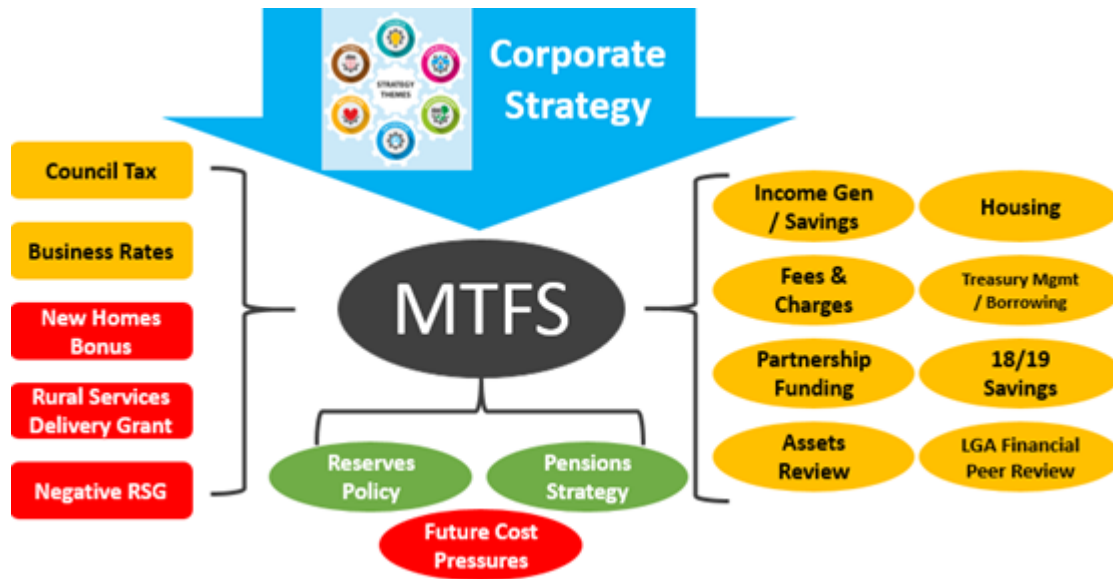 Corporate
Strategy
STRATEGY
THEMES
Council Tax
Business Rates
New Homes
Bonus
Rural Services
Delivery Grant
Negative RSG
MTFS
Reserves
Policy
Pensions
Strategy
Future Cost
Pressures
Income Gen
/ Savings
Housing
Fees &
Charges
Treasury Mgmt
/ Borrowing
Partnership
Funding
18/19
Savings
Assets
Review
LGA Financial
Peer Review